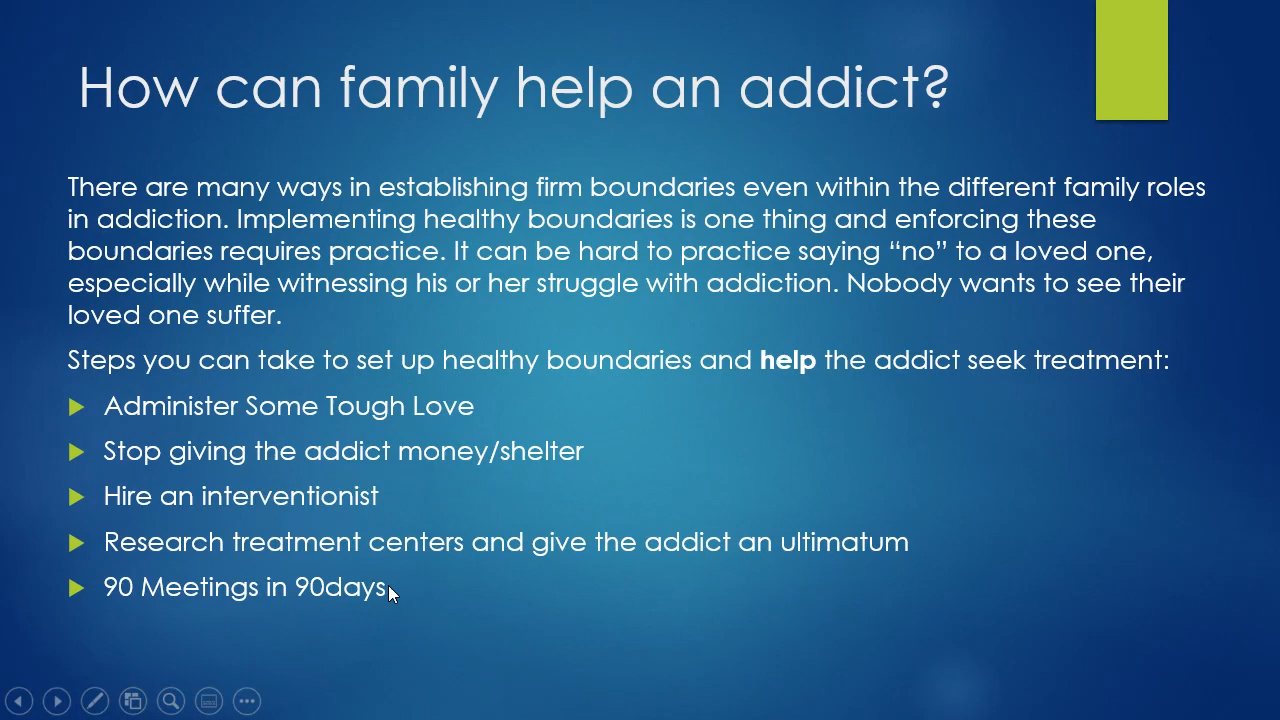 How can family help an addict?
There are many ways in establishing firm boundaries even within the different family roles
in addiction. Implementing healthy boundaries is one thing and enforcing these
boundaries requires practice. It can be hard to practice saying “no” to a loved one,
especially while witnessing his or her struggle with addiction. Nobody wants to see their
loved one suffer.
Steps you can take to set up healthy boundaries and help the addict seek treatment:
Administer Some Tough Love
Stop giving the addict money/shelter
Hire an interventionist
Research treatment centers and give the addict an ultimatum
90 Meetings in 90days